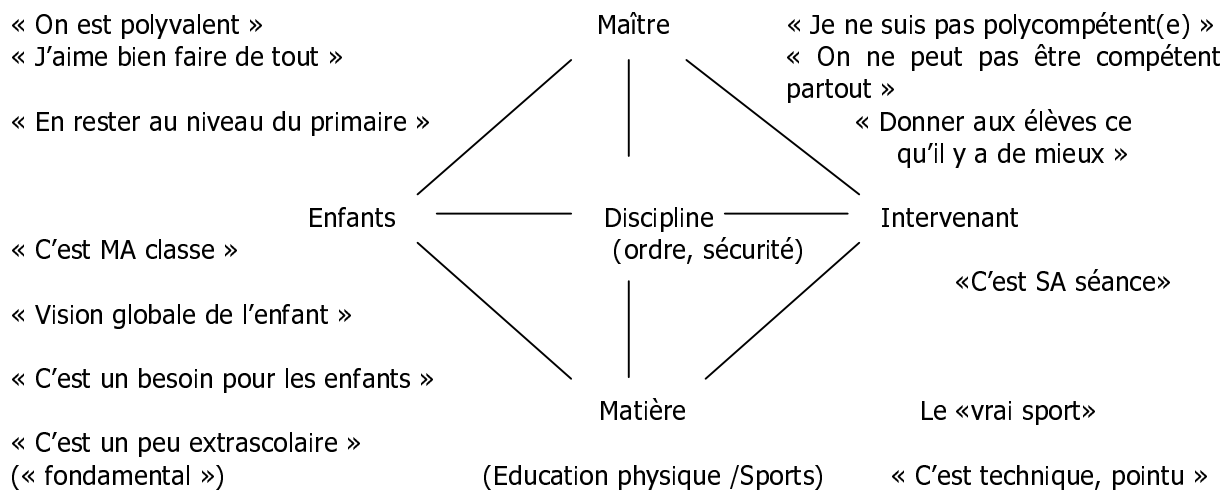 « On est polyvalent » Maître « Je ne suis pas polycompétent(e) »
« J’aime bien faire de tout » « On ne peut pas être compétent
partout »
« En rester au niveau du primaire » « Donner aux élèves ce
qu’il y a de mieux »
Enfants Discipline Intervenant
« C’est MA classe » (ordre, sécurité)
«C’est SA séance»
« Vision globale de l’enfant »
« C’est un besoin pour les enfants »
Matière Le «vrai sport»
« C’est un peu extrascolaire »
(« fondamental ») (Education physique /Sports) « C’est technique, pointu »